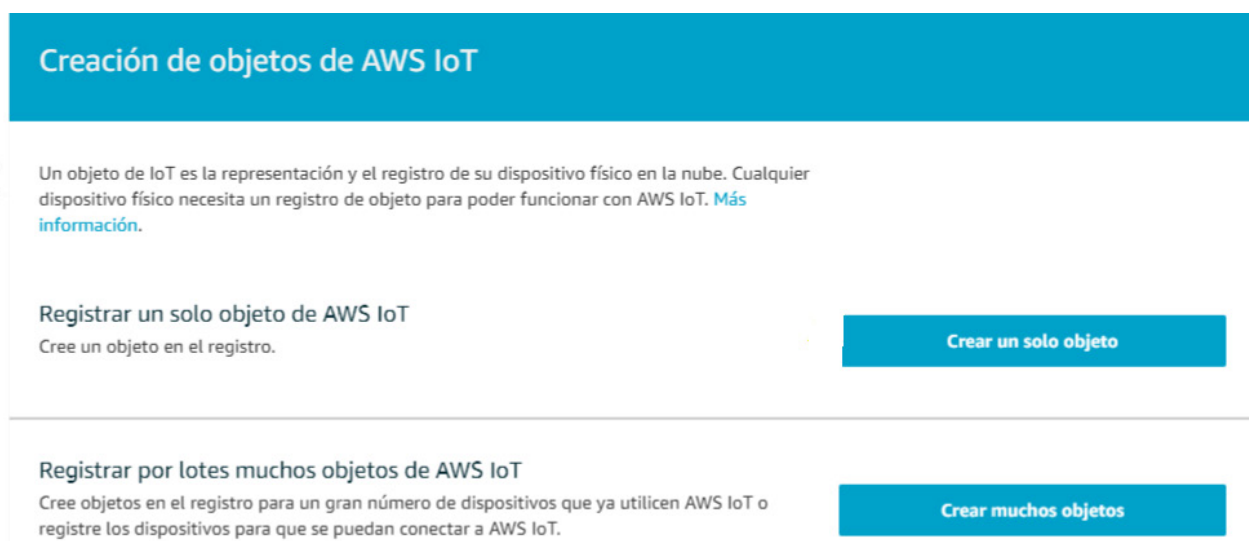 Creación de objetos de AWS IoT
Un objeto de IoT es la representación y el registro de su dispositivo físico en la nube. Cualquier
dispositivo físico necesita un registro de objeto para poder funcionar con AWS IoT. Más
información.
Registrar un solo objeto de AWS IoT
Cree un objeto en el registro.
Crear un solo objeto
Registrar por lotes muchos objetos de AWS IoT
Cree objetos en el registro para un gran número de dispositivos que ya utilicen AWS IoT o
registre los dispositivos para que se puedan conectar a AWS IoT.
Crear muchos objetos